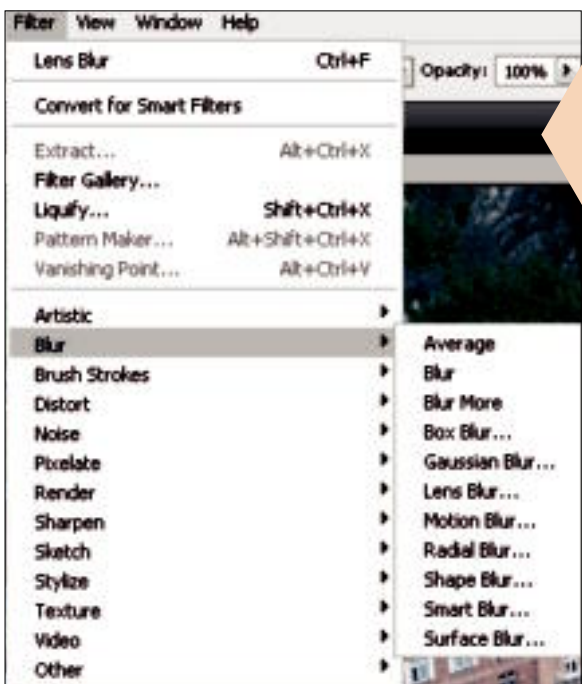 Filter View Window Help
Lens Blur Ctrl+F
Opacity: 100%
Convert for Smart Filters
Extract... Alt+Ctrl+X
Filter Gallery...
Liquify... Shift+Ctrl+X
Pattern Maker... Alt+Shift+Ctrl+X
Vanishing Point... Alt+Ctrl+V
Artistic
Blur
Brush Strokes
Distort
Noise
Pixelate
Render
Sharpen
Sketch
Stylize
Texture
Video
Other
Average
Blur
Blur More
Box Blur...
Gaussian Blur...
Lens Blur...
Motion Blur...
Radial Blur...
Shape Blur...
Smart Blur...
Surface Blur...